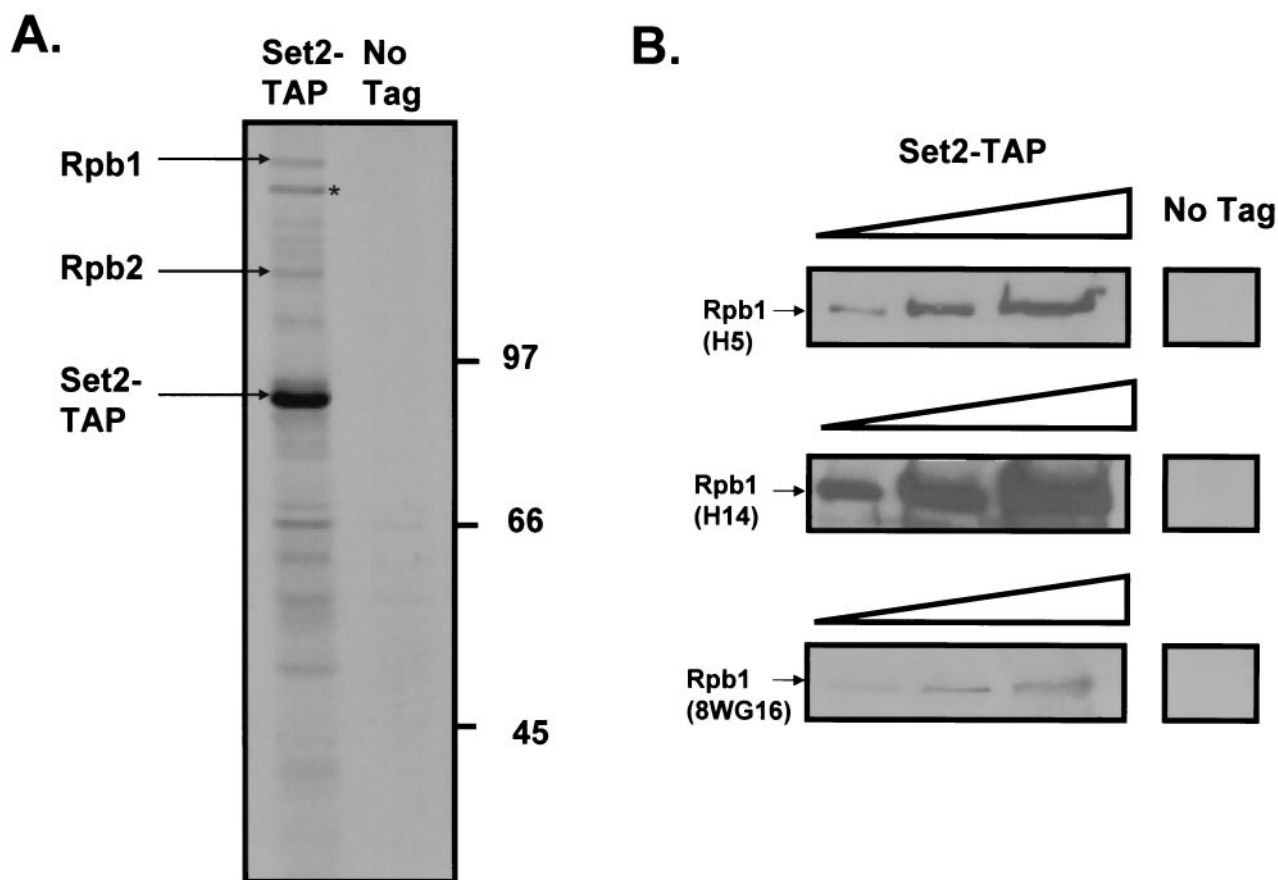 A.
Set2- No
TAP Tag
Rpb1
*
Rpb2
97
Set2-
TAP
66
45
B.
Set2-TAP
No Tag
Rpb1
(H5)
Rpb1
(H14)
Rpb1
(8WG16)